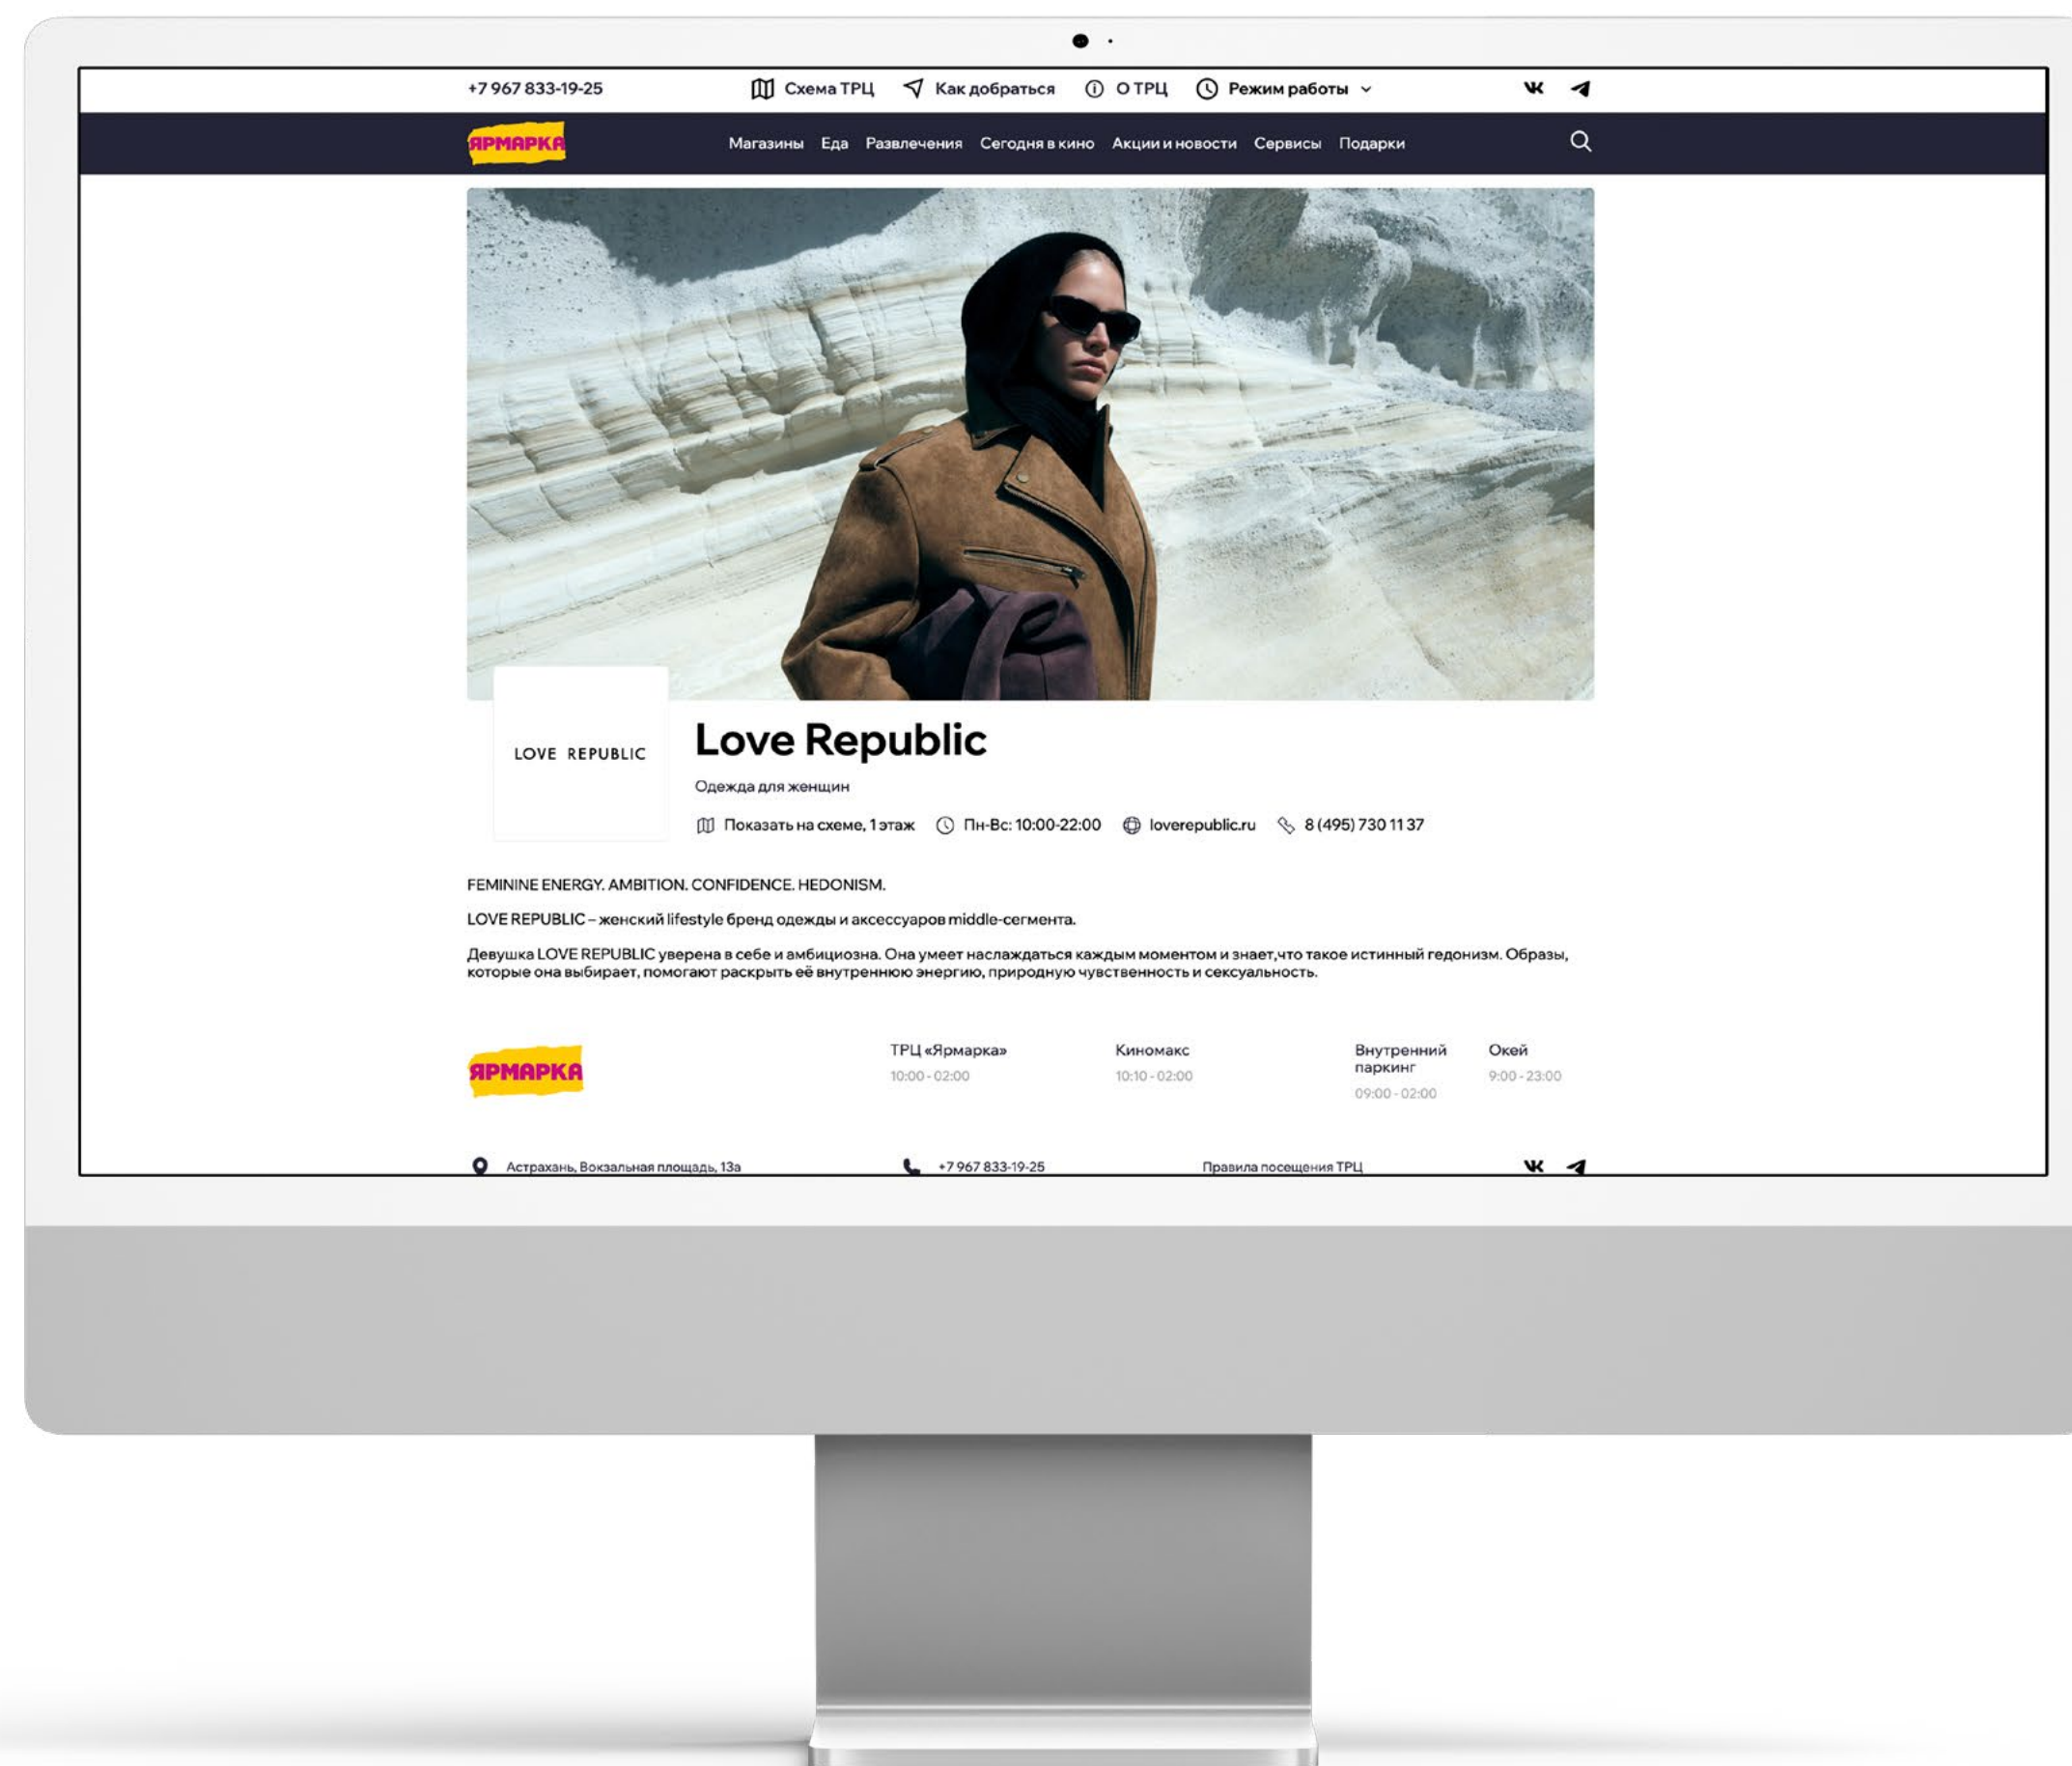 +7 967 833-19-25 Схема ТРЦ Как добраться О ТРЦ Режим работы
ЯРМАРКА Магазины Еда Развлечения Сегодня в кино Акции и новости Сервисы Подарки
LOVE REPUBLIC
Love Republic
Одежда для женщин
Показать на схеме, 1 этаж Пн-Вс: 10:00-22:00 loverepublic.ru 8 (495) 730 11 37
FEMININE ENERGY. AMBITION. CONFIDENCE. HEDONISM.
LOVE REPUBLIC – женский lifestyle бренд одежды и аксессуаров middle-сегмента.
Девушка LOVE REPUBLIC уверена в себе и амбициозна. Она умеет наслаждаться каждым моментом и знает,что такое истинный гедонизм. Образы,
которые она выбирает, помогают раскрыть её внутреннюю энергию, природную чувственность и сексуальность.
ЯРМАРКА
ТРЦ «Ярмарка»
10:00 - 02:00
Киномакс
10:10 - 02:00
Внутренний
паркинг
09:00 - 02:00
Окей
9:00 - 23:00
Астрахань, Вокзальная площадь, 13а +7 967 833-19-25 Правила посещения ТРЦ